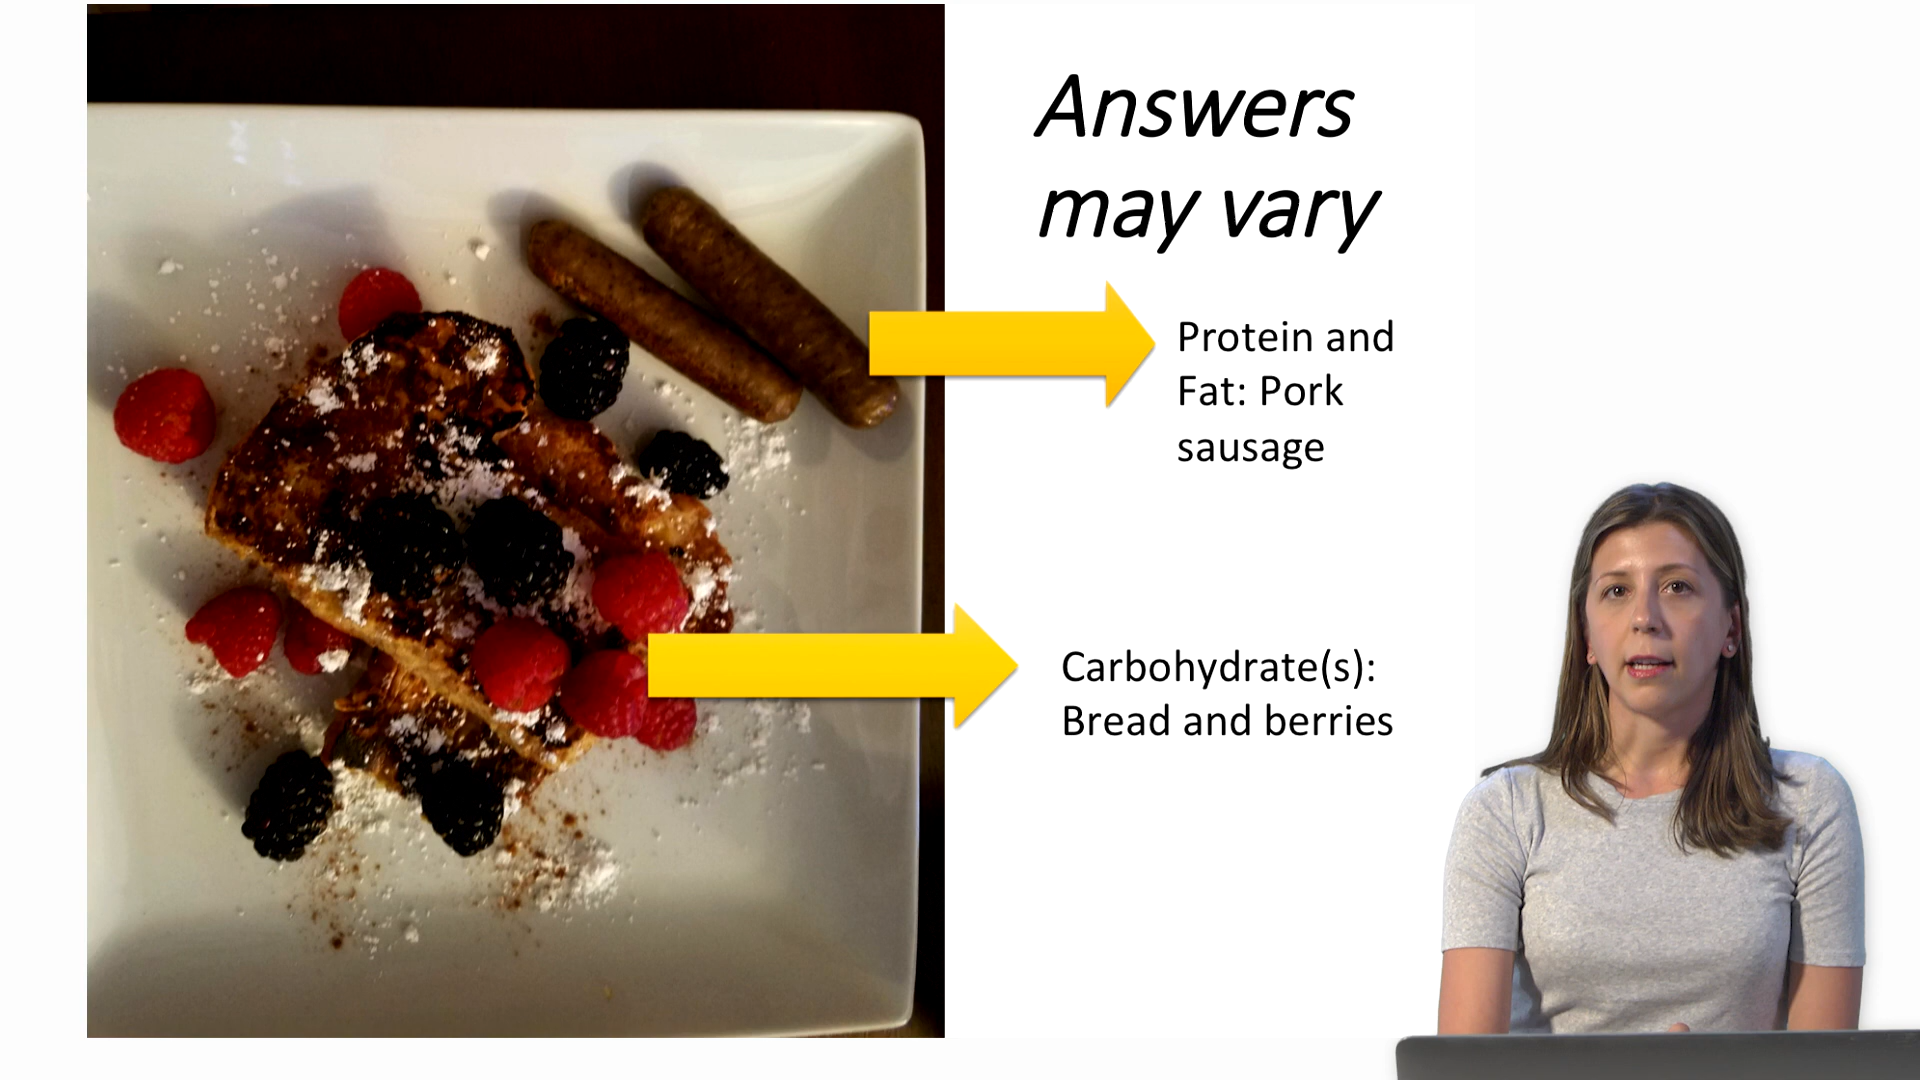 Answers
may vary
Protein and
Fat: Pork
sausage
Carbohydrate(s):
Bread and berries